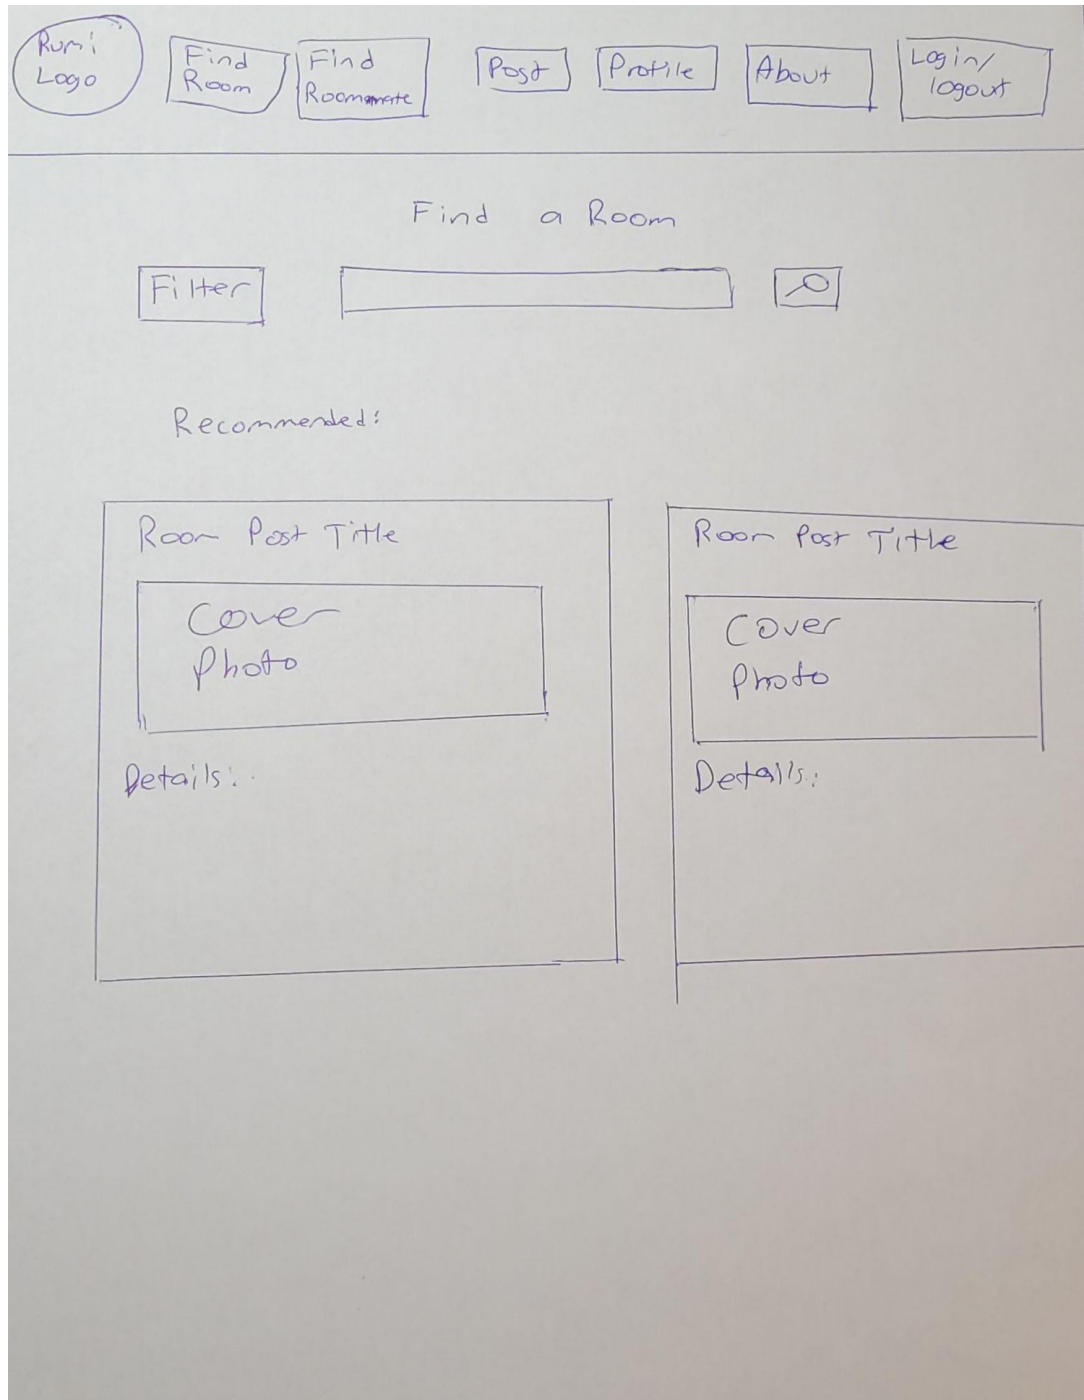 Rumi
Logo
Find
Room
Find
Roommate
Post
Profile
About
Login/
logout
Find a Room
Filter
Recommended:
Room Post Title
Cover
Photo
Details:
Room Post Title
Cover
Photo
Details: